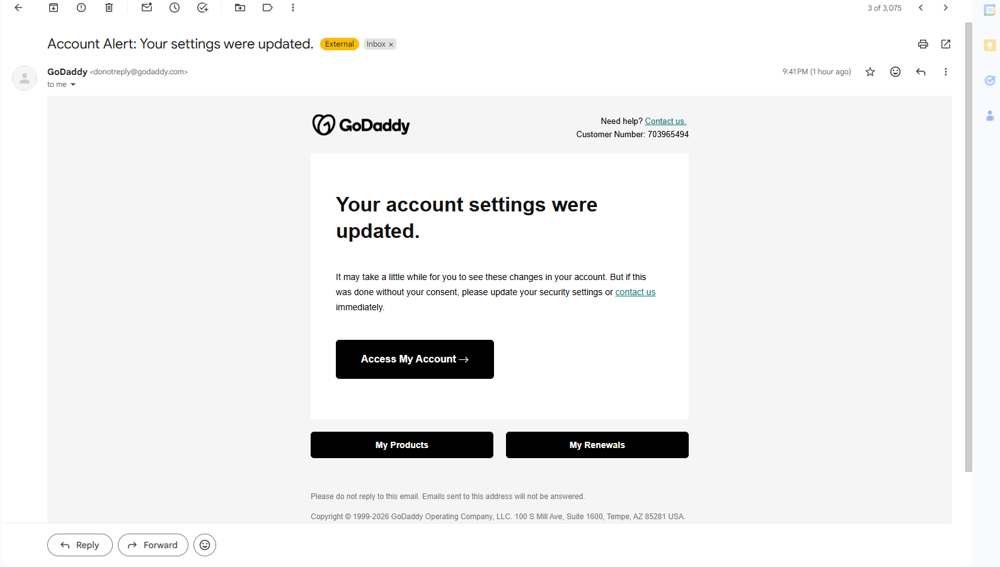 3 of 3,075
Account Alert: Your settings were updated. External Inbox x
GoDaddy <donotreply@godaddy.com>
9:41 PM (1 hour ago)
to me
GoDaddy
Need help? Contact us.
Customer Number: 703965494
Your account settings were
updated.
It may take a little while for you to see these changes in your account. But if this
was done without your consent, please update your security settings or contact us
immediately.
Access My Account →
My Products
My Renewals
Please do not reply to this email. Emails sent to this address will not be answered.
Copyright © 1999-2026 GoDaddy Operating Company, LLC. 100 S Mill Ave, Suite 1600, Tempe, AZ 85281 USA.
Reply
Forward
31